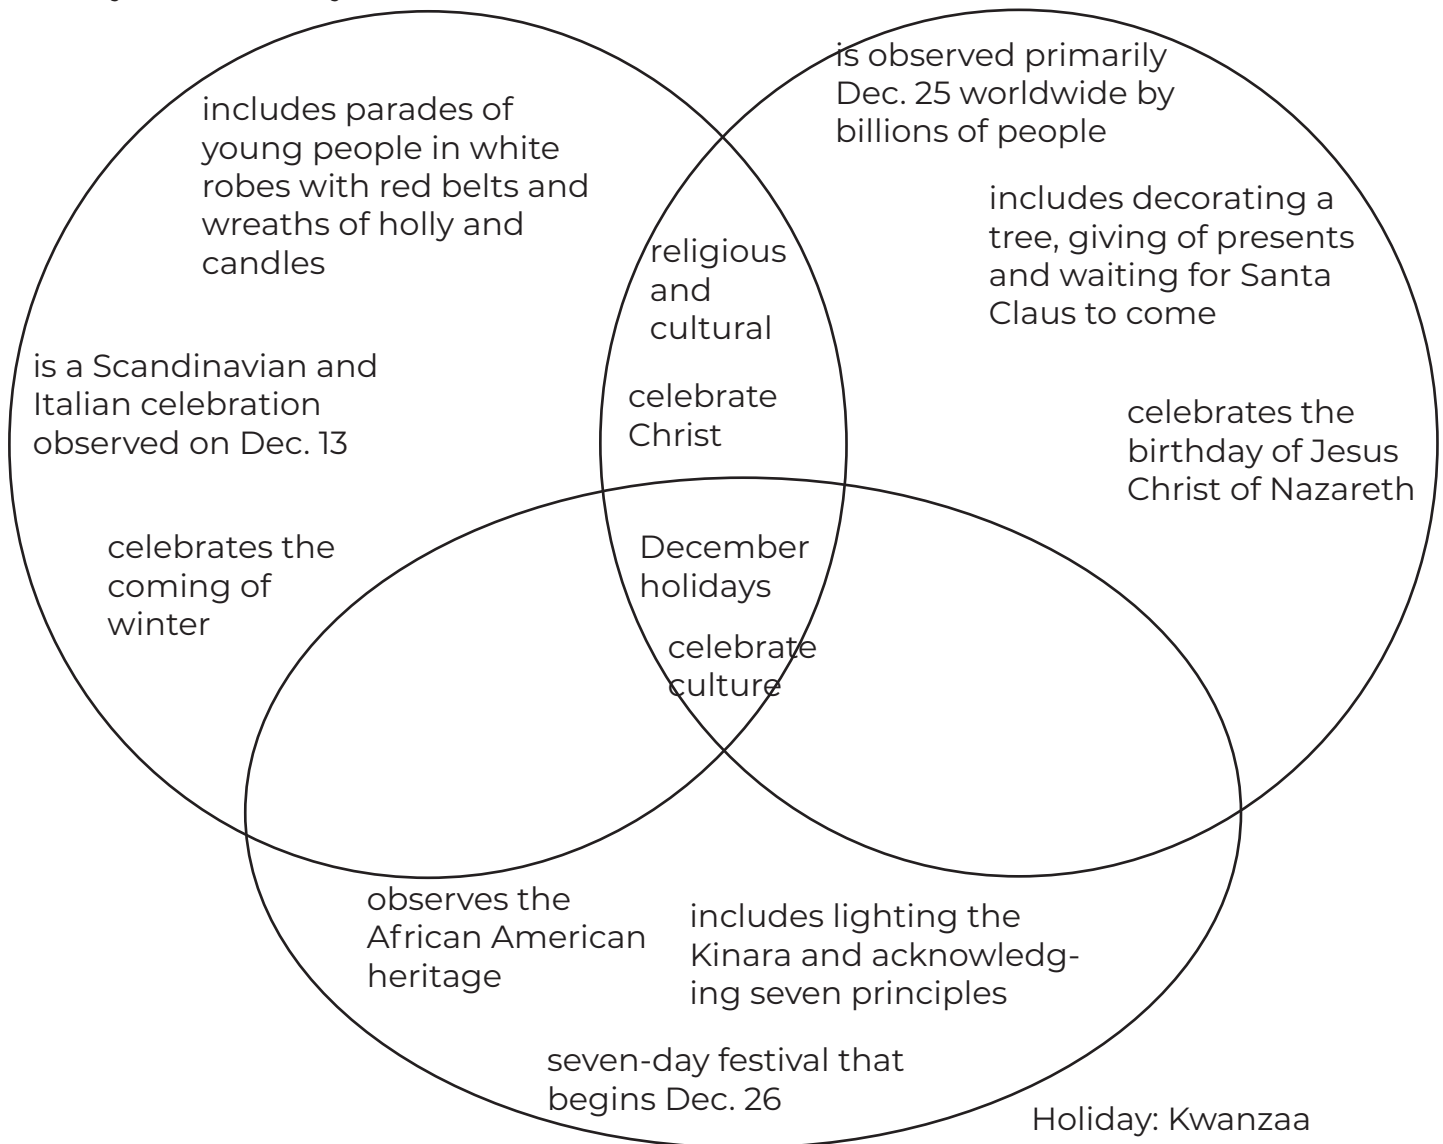 includes parades of
young people in white
robes with red belts and
wreaths of holly and
candles
is a Scandinavian and
Italian celebration
observed on Dec. 13
celebrates the
coming of
winter
religious
and
cultural
celebrate
Christ
is observed primarily
Dec. 25 worldwide by
billions of people
includes decorating a
tree, giving of presents
and waiting for Santa
Claus to come
celebrates the
birthday of Jesus
Christ of Nazareth
December
holidays
celebrate
culture
observes the
African American
heritage
includes lighting the
Kinara and acknowledg-
ing seven principles
seven-day festival that
begins Dec. 26
Holiday: Kwanzaa